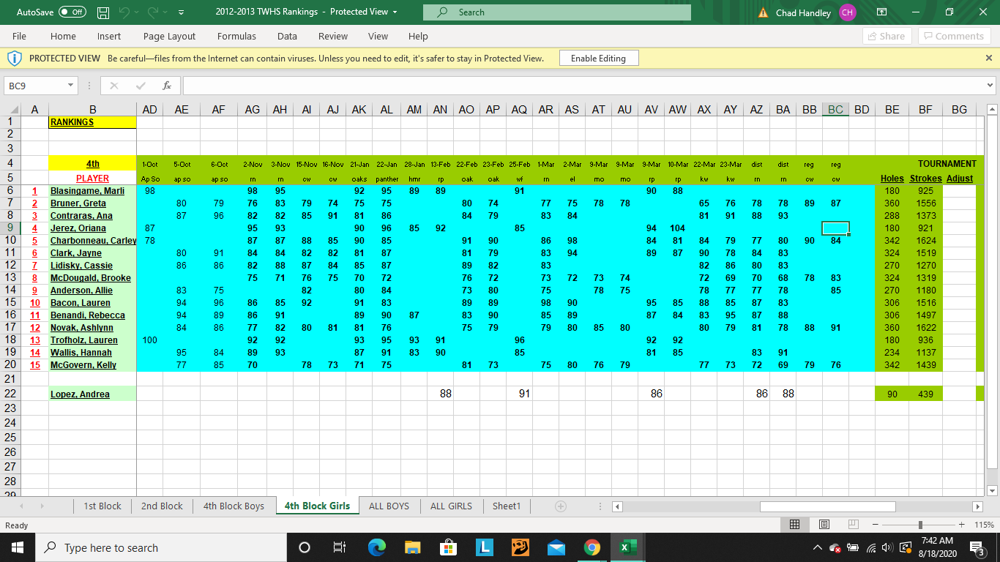 AutoSave Off 2012-2013 TWHS Rankings - Protected View Search Chad Handley CH
File Home Insert Page Layout Formulas Data Review View Help Share Comments
PROTECTED VIEW Be careful—files from the Internet can contain viruses. Unless you need to edit, it's safer to stay in Protected View. Enable Editing
BC9 fx
A B AD AE AF AG AH AI AJ AK AL AM AN AO AP AQ AR AS AT AU AV AW AX AY AZ BA BB BC BD BE BF BG
1 RANKINGS
2
3
4 4th 1-Oct 5-Oct 6-Oct 2-Nov 3-Nov 15-Nov 16-Nov 21-Jan 22-Jan 28-Jan 13-Feb 22-Feb 23-Feb 25-Feb 1-Mar 2-Mar 9-Mar 9-Mar 9-Mar 10-Mar 22-Mar 23-Mar dist dist reg reg TOURNAMENT
5 PLAYER Ap So ap so ap so rn rn cw cw oaks panther hmr rp oak oak wf rn el mo mo rp rp kw kw rn rn cw cw Holes Strokes Adjust
6 1 Blasingame, Marli 98 98 95 92 95 89 89 91 90 88 180 925
7 2 Bruner, Greta 80 79 76 83 79 74 75 75 80 74 77 75 78 78 65 76 78 78 89 87 360 1556
8 3 Contraras, Ana 87 96 82 82 85 91 81 86 84 79 83 84 81 91 88 93 288 1373
9 4 Jerez, Oriana 87 95 93 90 96 85 92 85 94 104 180 921
10 5 Charbonneau, Carley 78 87 87 88 85 90 85 91 90 86 98 84 81 84 79 77 80 90 84 342 1624
11 6 Clark, Jayne 80 91 84 84 82 82 81 87 81 79 83 94 89 87 90 78 84 83 324 1519
12 7 Lidisky, Cassie 86 86 82 88 87 84 85 87 89 82 83 82 86 80 83 270 1270
13 8 McDougald, Brooke 75 71 76 75 70 72 76 72 73 72 73 74 72 69 70 68 78 83 324 1319
14 9 Anderson, Allie 83 75 82 80 84 73 80 75 78 75 78 77 77 78 85 270 1180
15 10 Bacon, Lauren 94 96 86 85 92 91 83 89 89 98 90 95 85 88 85 87 83 306 1516
16 11 Benandi, Rebecca 94 89 86 91 89 90 87 83 90 85 89 87 84 83 95 87 88 306 1497
17 12 Novak, Ashlynn 84 86 77 82 80 81 81 76 75 79 79 80 85 80 80 79 81 78 88 91 360 1622
18 13 Trofholz, Lauren 100 92 92 93 95 93 91 96 92 92 180 936
19 14 Wallis, Hannah 95 84 89 93 87 91 83 90 85 81 85 83 91 234 1137
20 15 McGovern, Kelly 77 85 70 78 73 71 75 81 73 75 80 76 79 77 73 72 69 79 76 342 1439
21
22 Lopez, Andrea 88 91 86 86 88 90 439
23
24
25
26
27
28
29
1st Block 2nd Block 4th Block Boys 4th Block Girls ALL BOYS ALL GIRLS Sheet1
Ready 115%
Type here to search 7:42 AM
8/18/2020 3